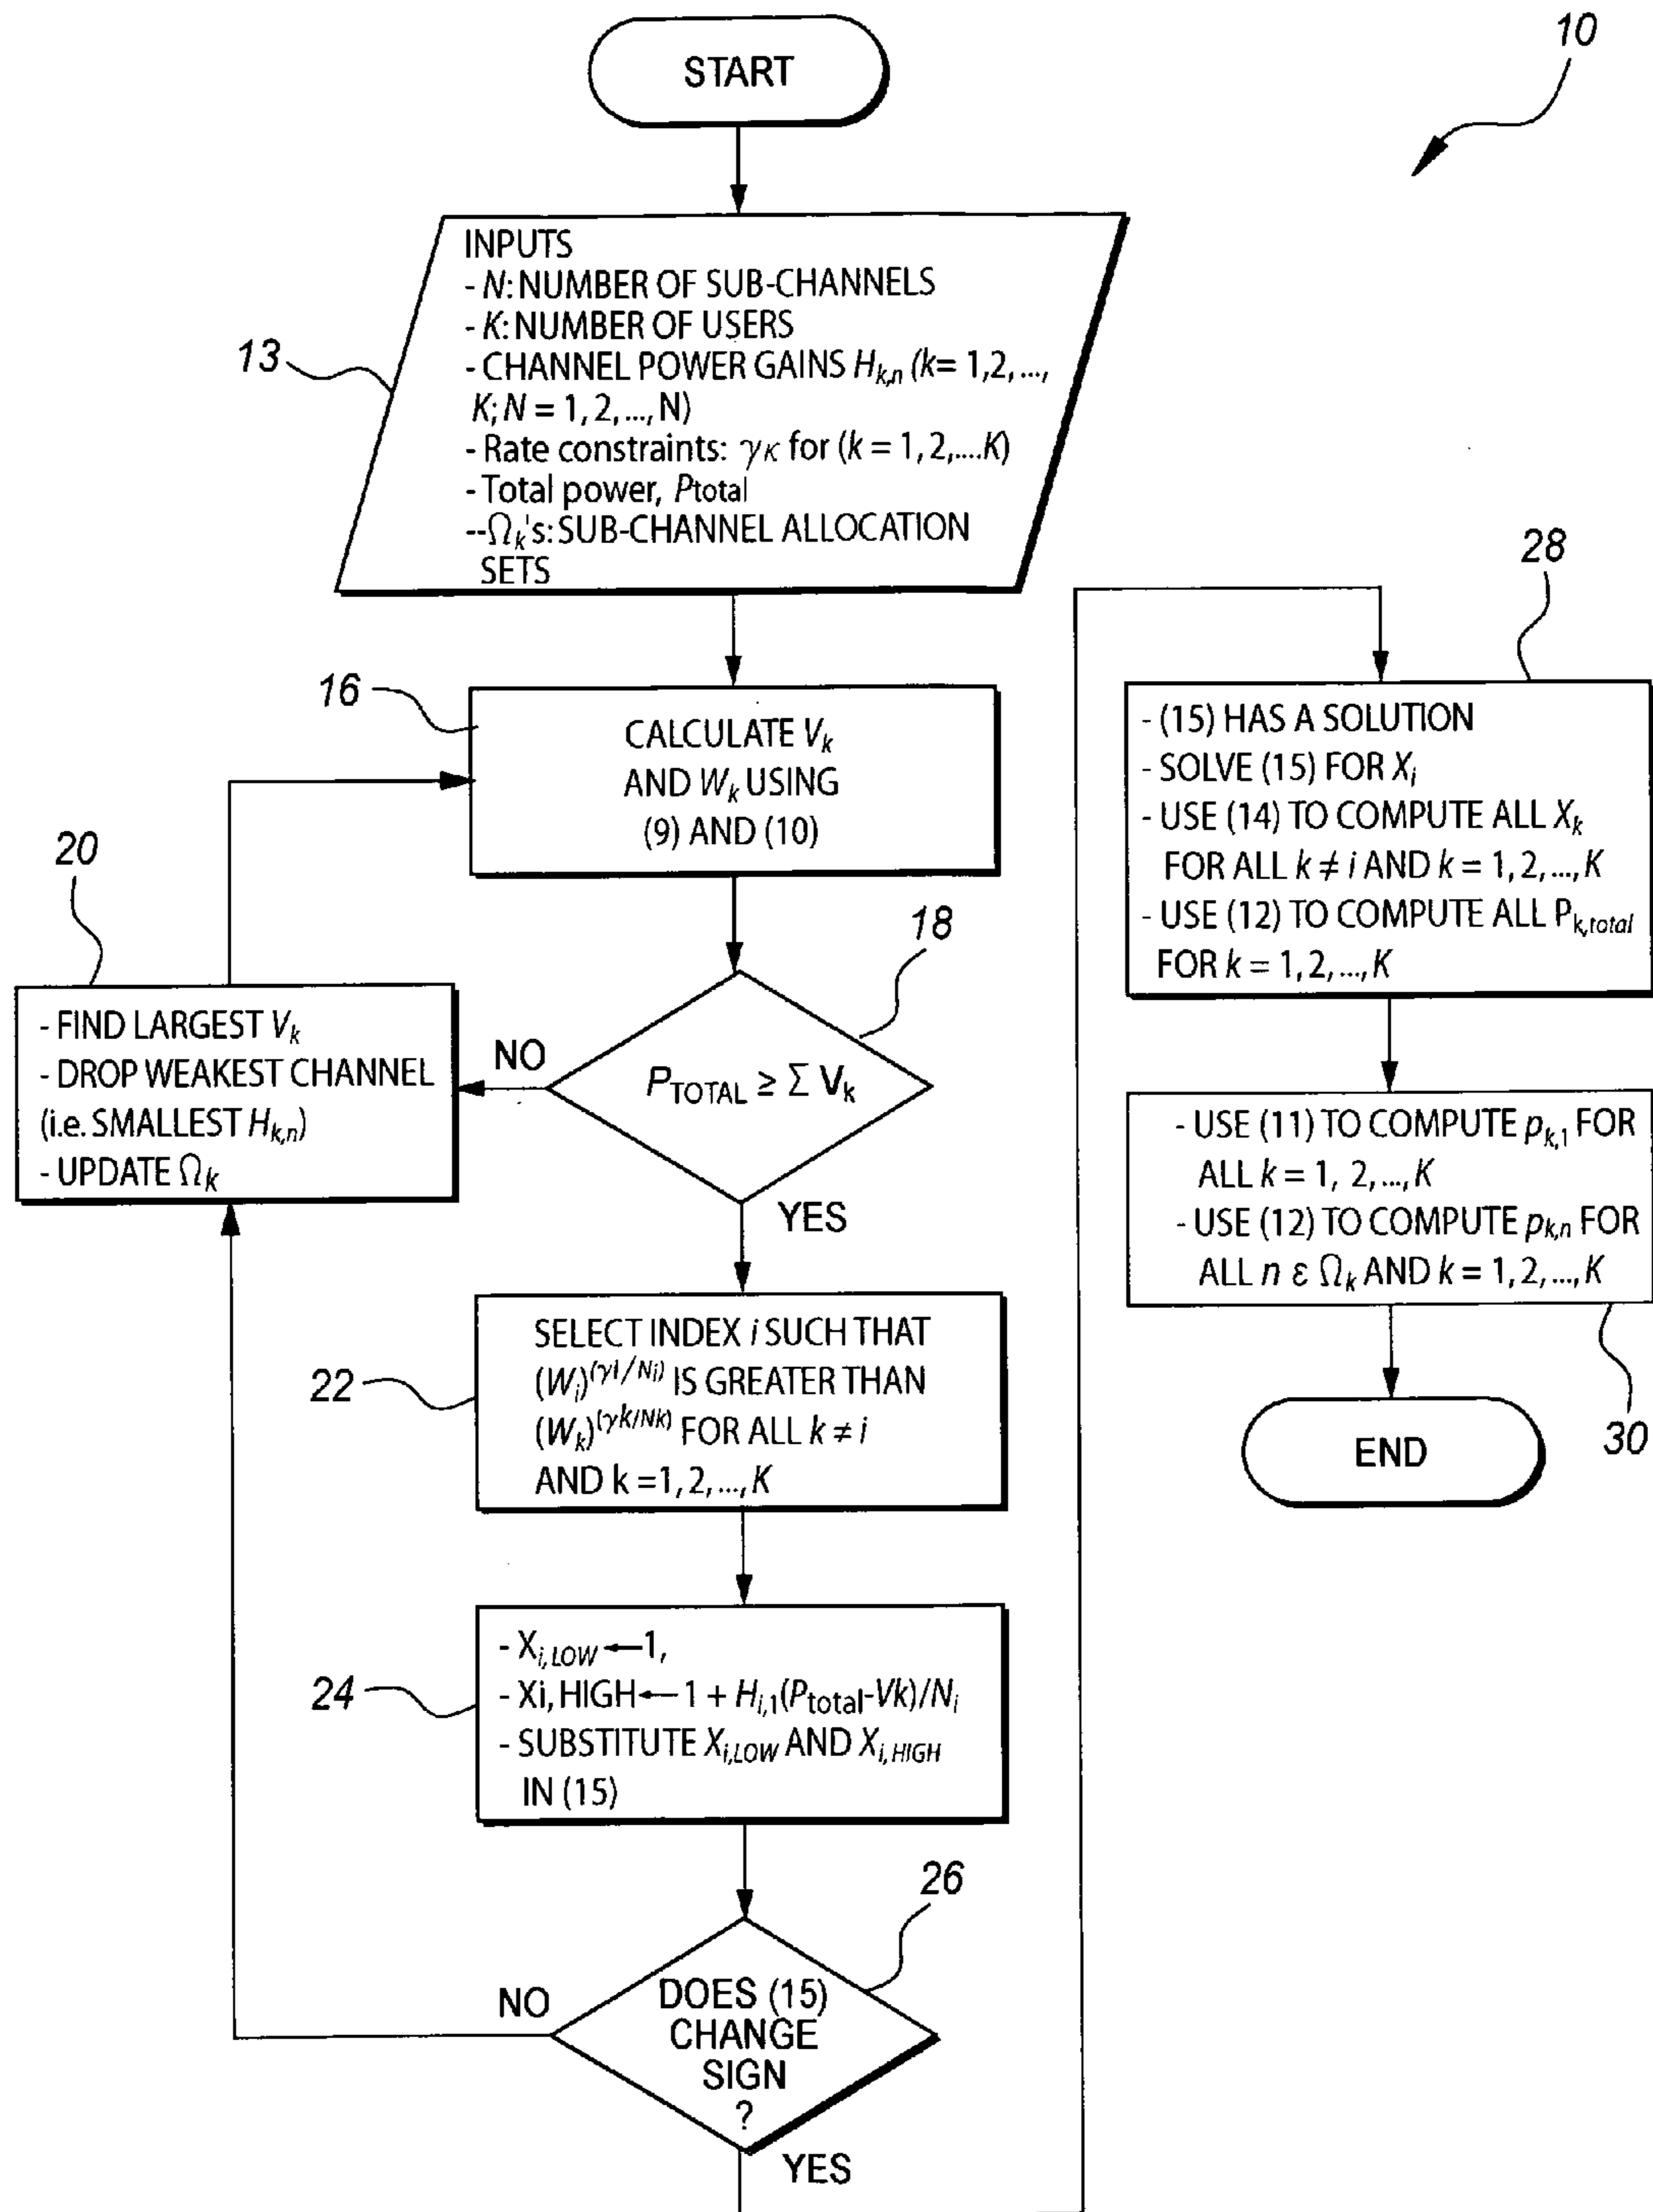 START
10
INPUTS
- N: NUMBER OF SUB-CHANNELS
- K: NUMBER OF USERS
- CHANNEL POWER GAINS Hk,n (k= 1,2,...,
K; N = 1, 2, ..., N)
- Rate constraints: γK for (k = 1, 2,....K)
- Total power, Ptotal
--Ωk's: SUB-CHANNEL ALLOCATION
SETS
13
16
CALCULATE Vk
AND Wk USING
(9) AND (10)
18
PTOTAL ≥ Σ Vk
NO
YES
20
- FIND LARGEST Vk
- DROP WEAKEST CHANNEL
(i.e. SMALLEST Hk,n)
- UPDATE Ωk
22
SELECT INDEX i SUCH THAT
(Wi)^(γi/Ni) IS GREATER THAN
(Wk)^(γk/Nk) FOR ALL k ≠ i
AND k =1, 2, ..., K
24
- Xi,LOW ←1,
- Xi, HIGH←1 + Hi,1(Ptotal-Vk)/Ni
- SUBSTITUTE Xi,LOW AND Xi,HIGH
IN (15)
26
DOES (15)
CHANGE
SIGN
?
NO
YES
28
- (15) HAS A SOLUTION
- SOLVE (15) FOR Xi
- USE (14) TO COMPUTE ALL Xk
FOR ALL k ≠ i AND k = 1, 2, ..., K
- USE (12) TO COMPUTE ALL Pk,total
FOR k = 1, 2, ..., K
- USE (11) TO COMPUTE pk,1 FOR
ALL k = 1, 2, ..., K
- USE (12) TO COMPUTE pk,n FOR
ALL n ε Ωk AND k = 1, 2, ..., K
30
END